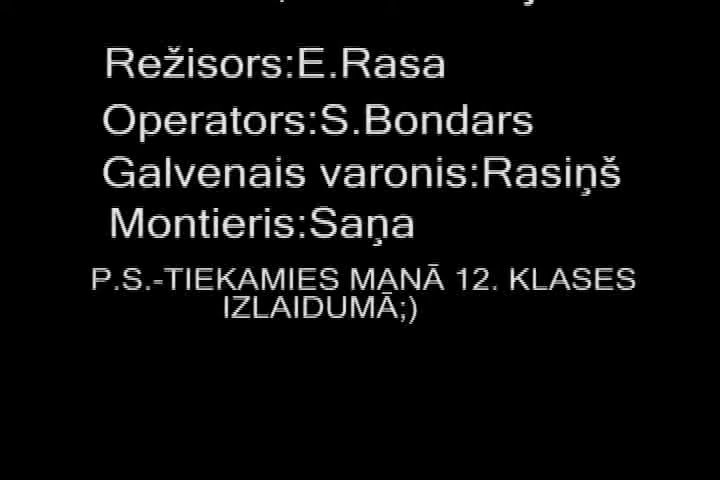 Režisors:E.Rasa
Operators:S.Bondars
Galvenais varonis:Rasiņš
Montieris:Saņa
P.S.-TIEKAMIES MANĀ 12. KLASES
IZLAIDUMĀ;)